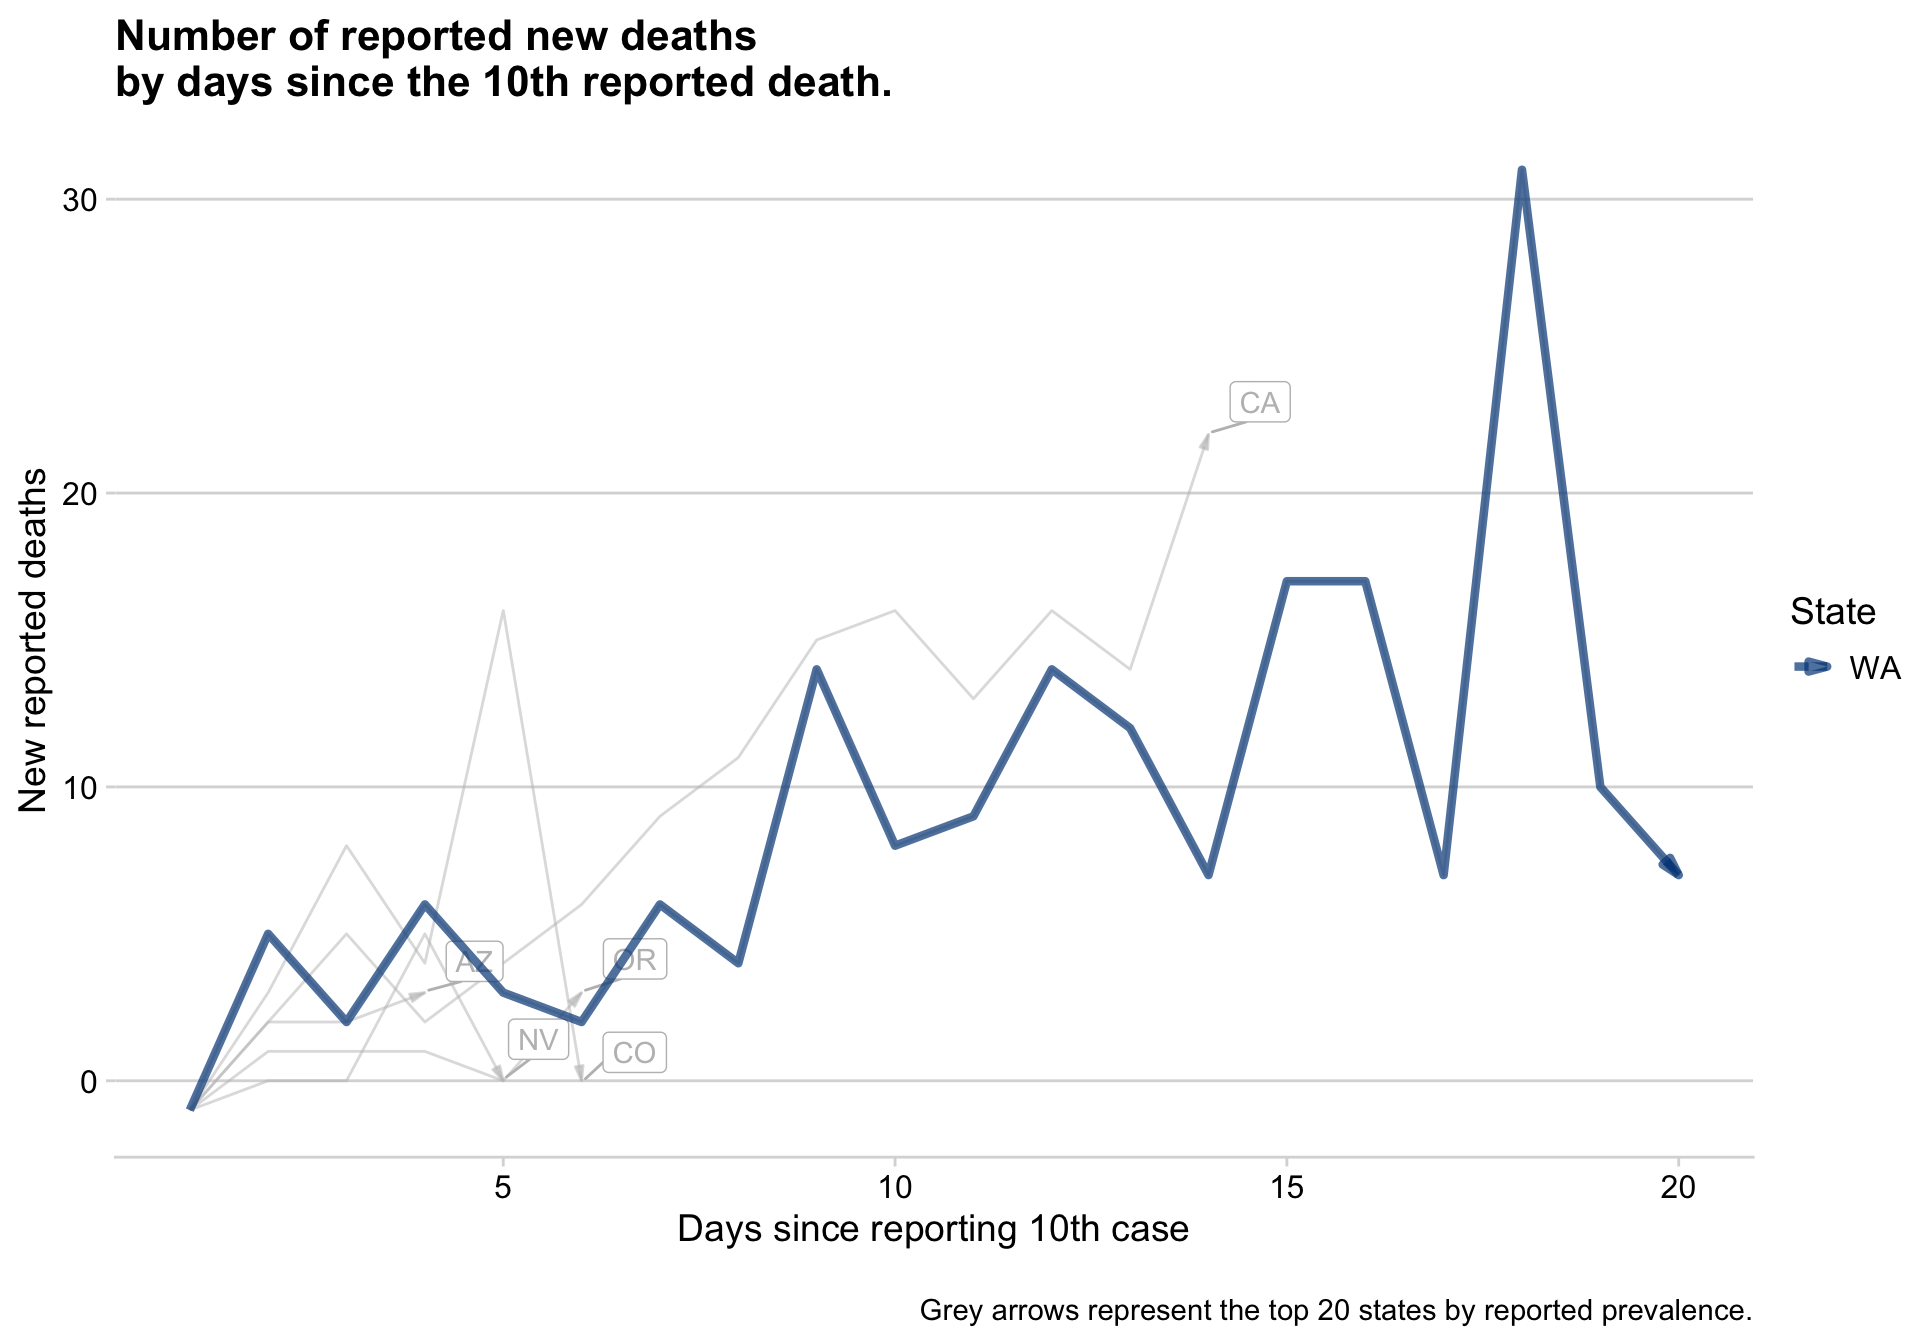 Number of reported new deaths
by days since the 10th reported death.
30
20
10
0
New reported deaths
CA
AZ
OR
NV
CO
State
WA
5 10 15 20
Days since reporting 10th case
Grey arrows represent the top 20 states by reported prevalence.